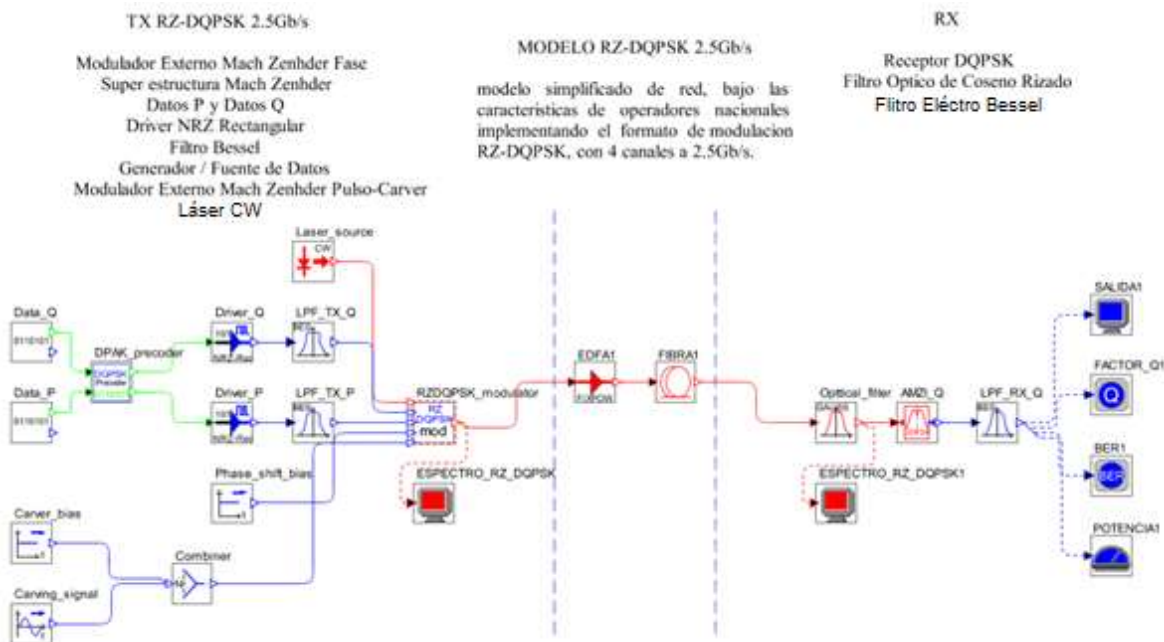 TX RZ-DQPSK 2.5Gb/s
Modulador Externo Mach Zenhder Fase
Super estructura Mach Zenhder
Datos P y Datos Q
Dríver NRZ Rectangular
Filtro Bessel
Generador / Fuente de Datos
Modulador Externo Mach Zenhder Pulso-Carver
Láser CW
MODELO RZ-DQPSK 2.5Gb/s
modelo simplificado de red, bajo las
características de operadores nacionales
implementando el formato de modulacion
RZ-DQPSK, con 4 canales a 2,5Gb/s.
RX
Receptor DQPSK
Filtro Optico de Coseno Rizado
Flitro Eléctro Bessel
Laser_source
CW
Data_Q
0110101
DPAK_precoder
DQPSK
Precoder
Driver_Q
LPF_TX_Q
Data_P
0110101
Driver_P
LPF_TX_P
RZDQPSK_modulator
RZ
DQPSK
mod
Phase_shift_bias
ESPECTRO_RZ_DQPSK
Carver_bias
Combiner
Carving_signal
EDFA1
FIBRA1
Opttical_filter
AMZI_Q
LPF_RX_Q
ESPECTRO_RZ_DQPSK1
SALIDA1
FACTOR_Q1
Q
BER1
BER
POTENCIA1